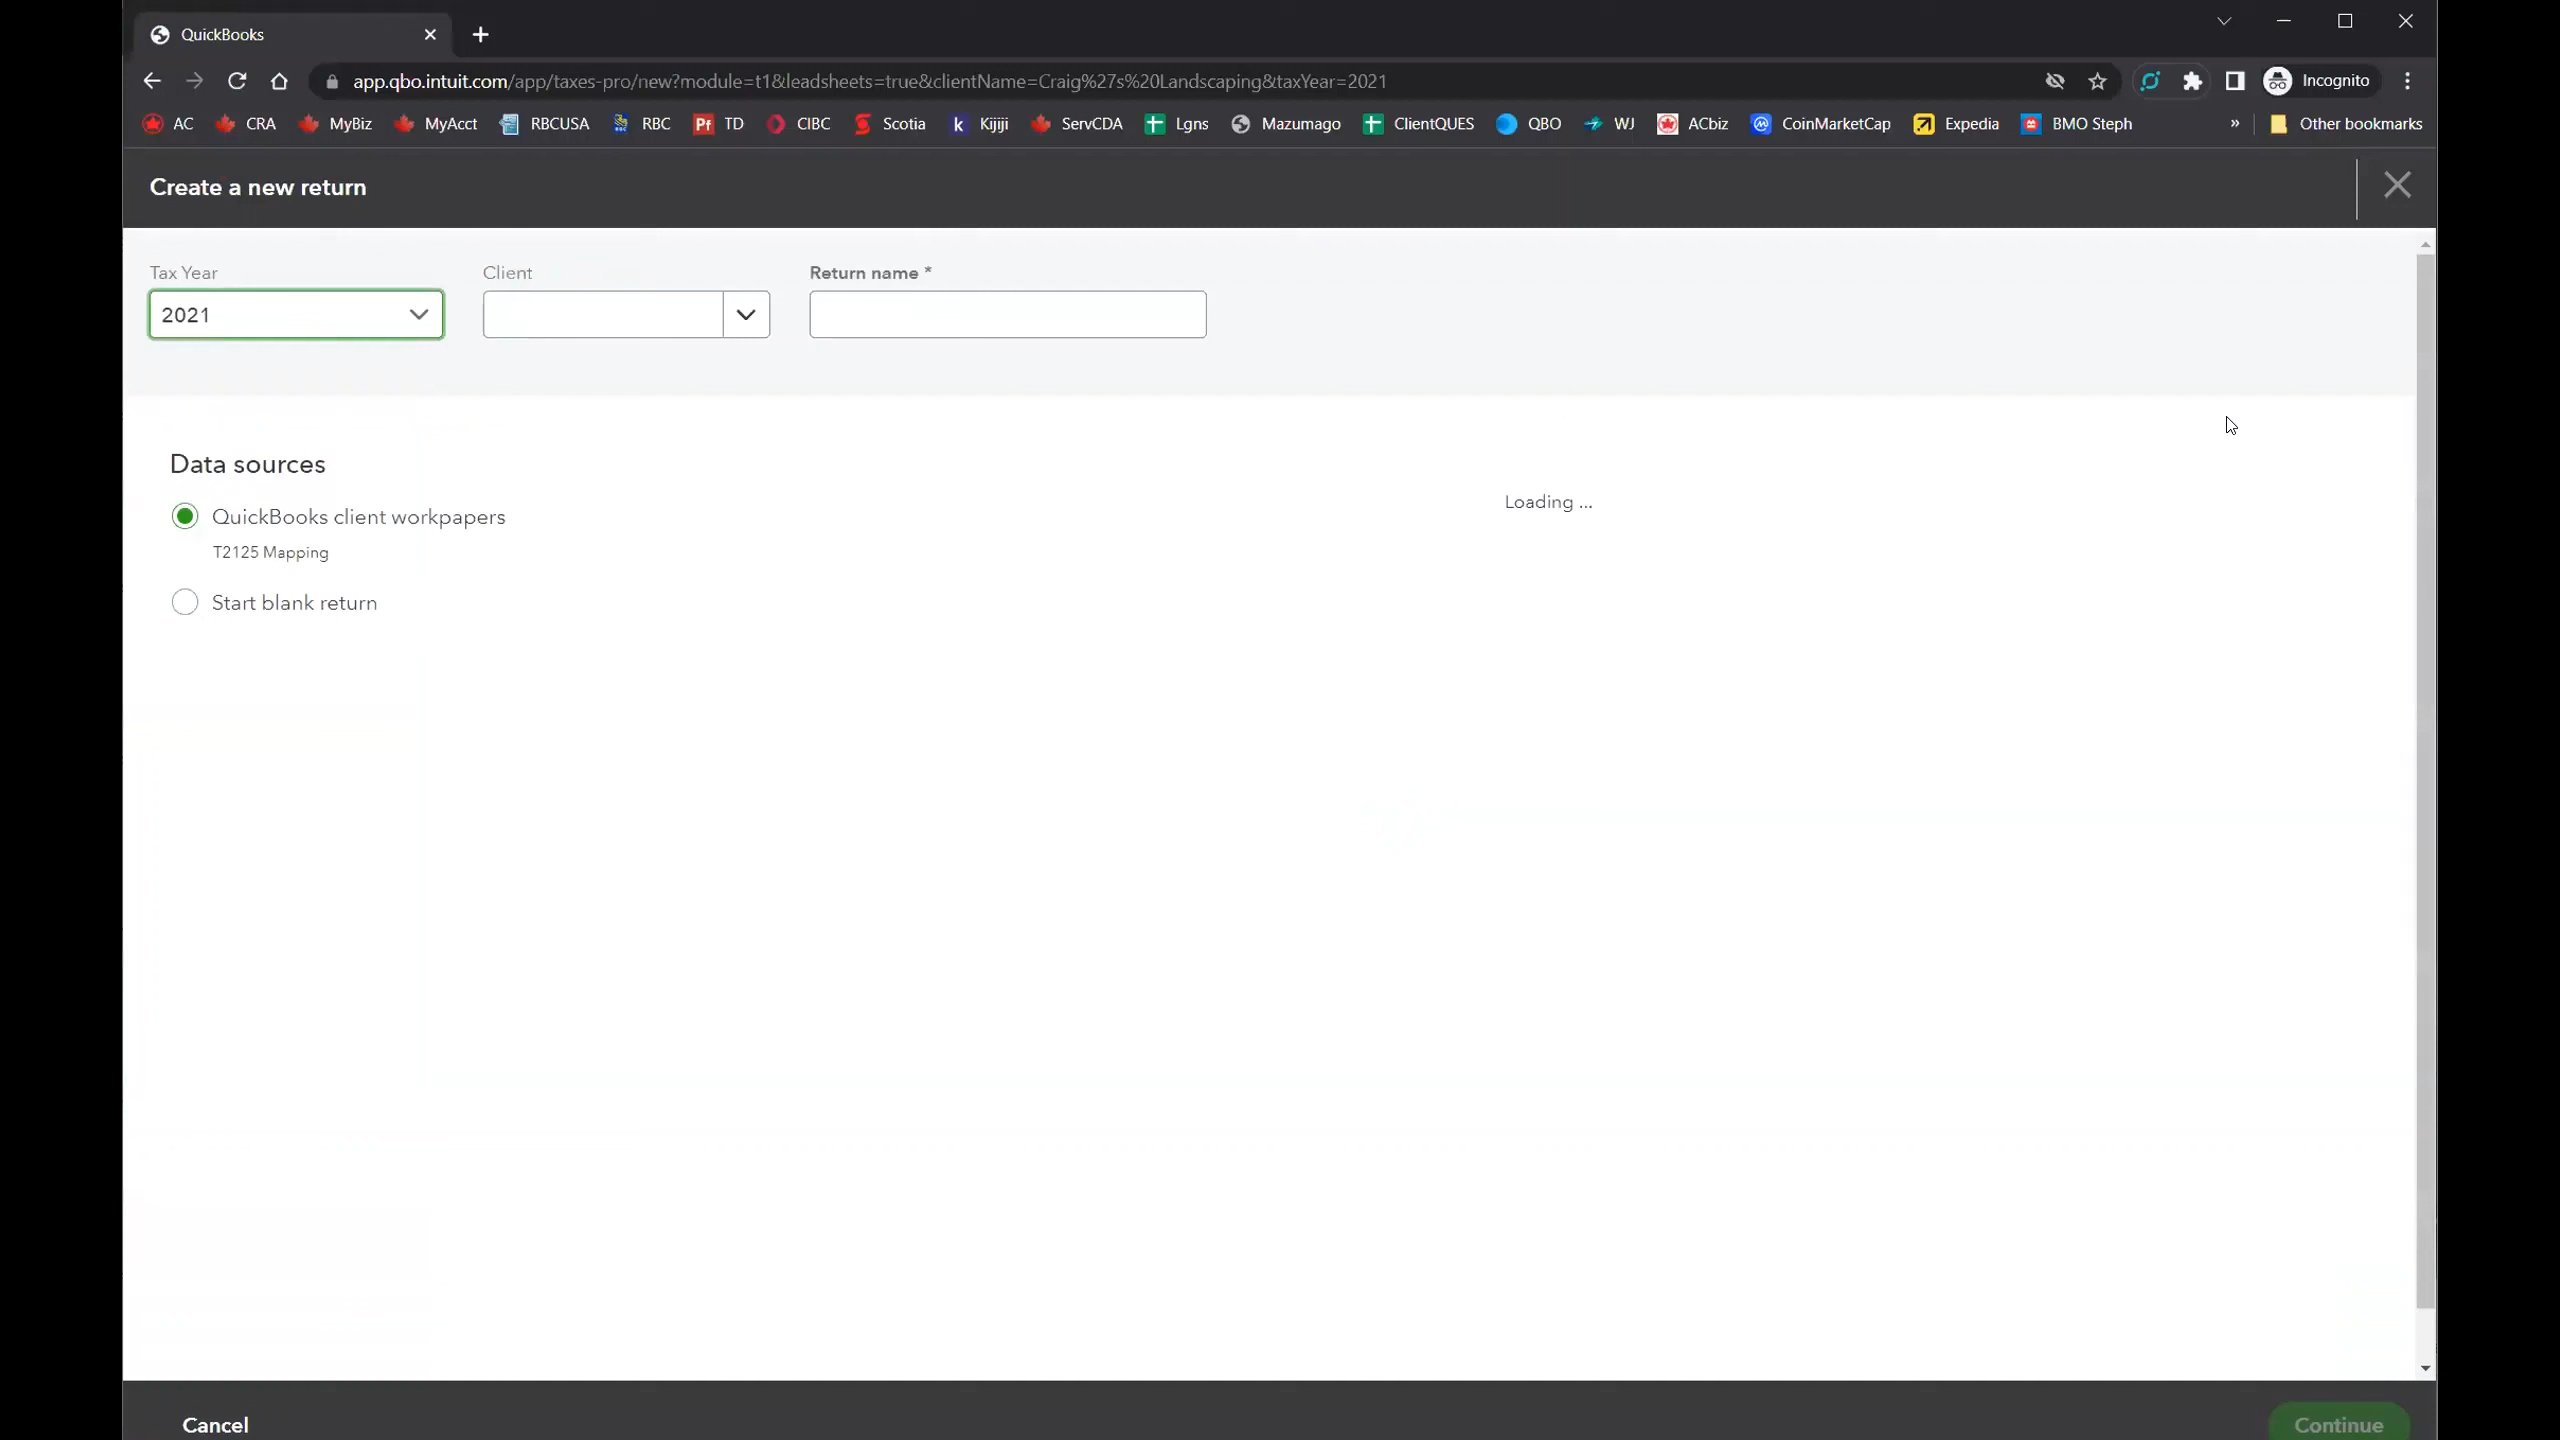 QuickBooks
app.qbo.intuit.com/app/taxes-pro/new?module=t1&leadsheets=true&clientName=Craig%27s%20Landscaping&taxYear=2021
Incognito
AC CRA MyBiz MyAcct RBCUSA RBC Pf TD CIBC Scotia k Kijiji ServCDA Lgns Mazumago ClientQUES QBO WJ ACbiz CoinMarketCap Expedia BMO Steph » Other bookmarks
Create a new return
Tax Year Client Return name *
2021
Data sources
QuickBooks client workpapers Loading ...
T2125 Mapping
Start blank return
Cancel Continue